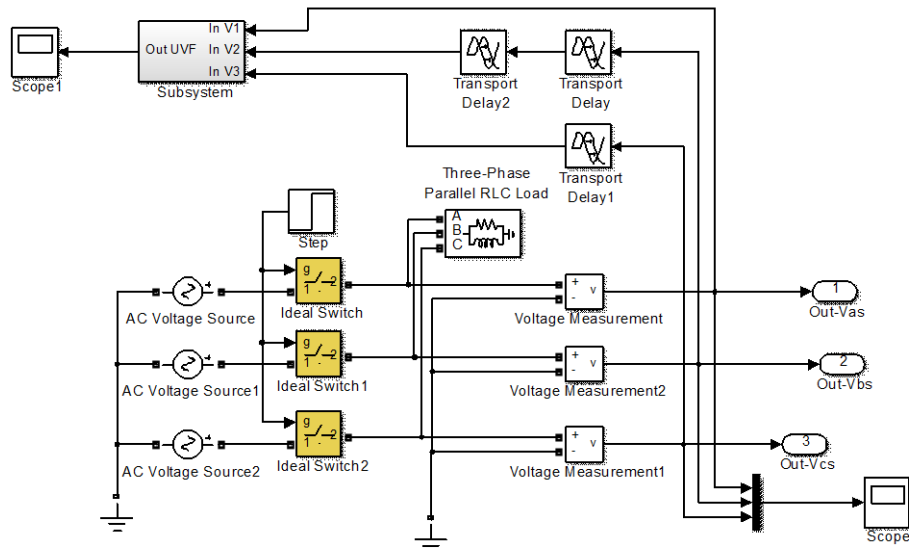 In V1
Out UVF
In V2
In V3
Scope1
Subsystem
Transport
Delay2
Transport
Delay
Transport
Delay1
Three-Phase
Parallel RLC Load
A
B
C
Step
g
1
2
AC Voltage Source
Ideal Switch
+
-
v
Voltage Measurement
1
Out-Vas
g
1
2
AC Voltage Source1
Ideal Switch1
+
-
v
Voltage Measurement2
2
Out-Vbs
g
1
2
AC Voltage Source2
Ideal Switch2
+
-
v
Voltage Measurement1
3
Out-Vcs
Scope